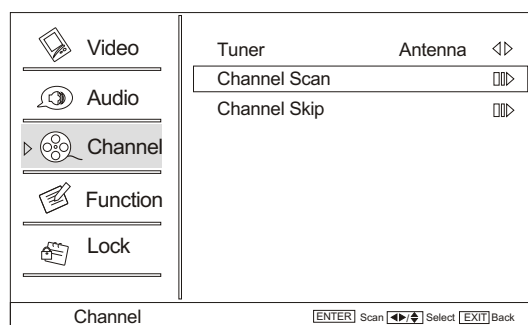 Video
Audio
Channel
Function
Lock
Tuner Antenna
Channel Scan
Channel Skip
Channel
ENTER Scan / Select EXIT Back